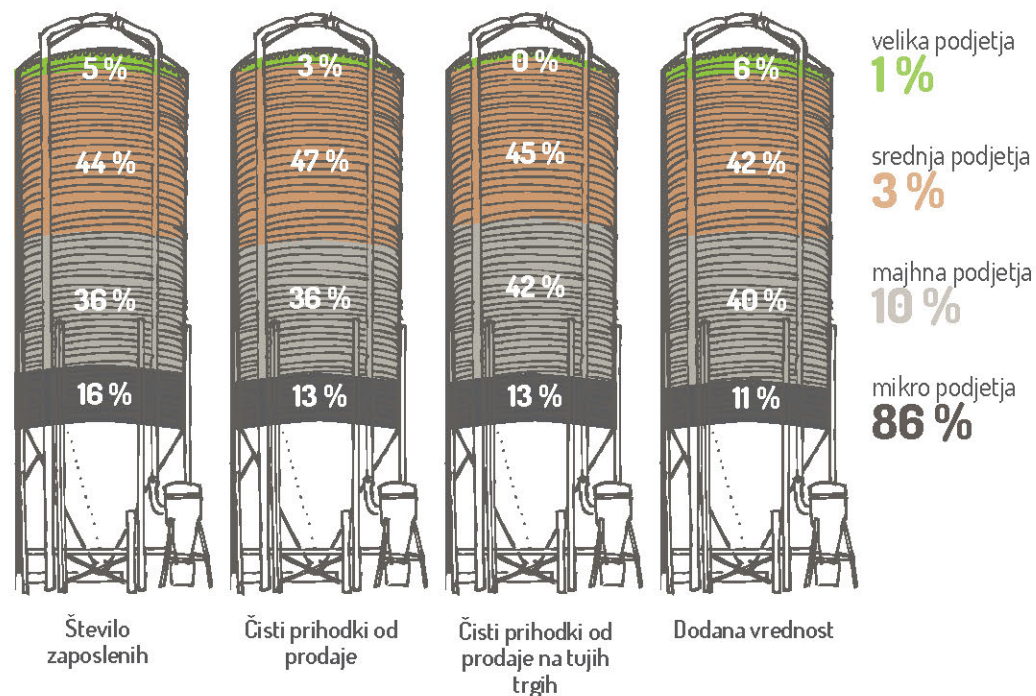 5 %
3 %
0 %
6 %
44 %
47 %
45 %
42 %
36 %
36 %
42 %
40 %
16 %
13 %
13 %
11 %
velika podjetja
1 %
srednja podjetja
3 %
majhna podjetja
10 %
mikro podjetja
86 %
Število
zaposlenih
Čisti prihodki od
prodaje
Čisti prihodki od
prodaje na tujih
trgih
Dodana vrednost